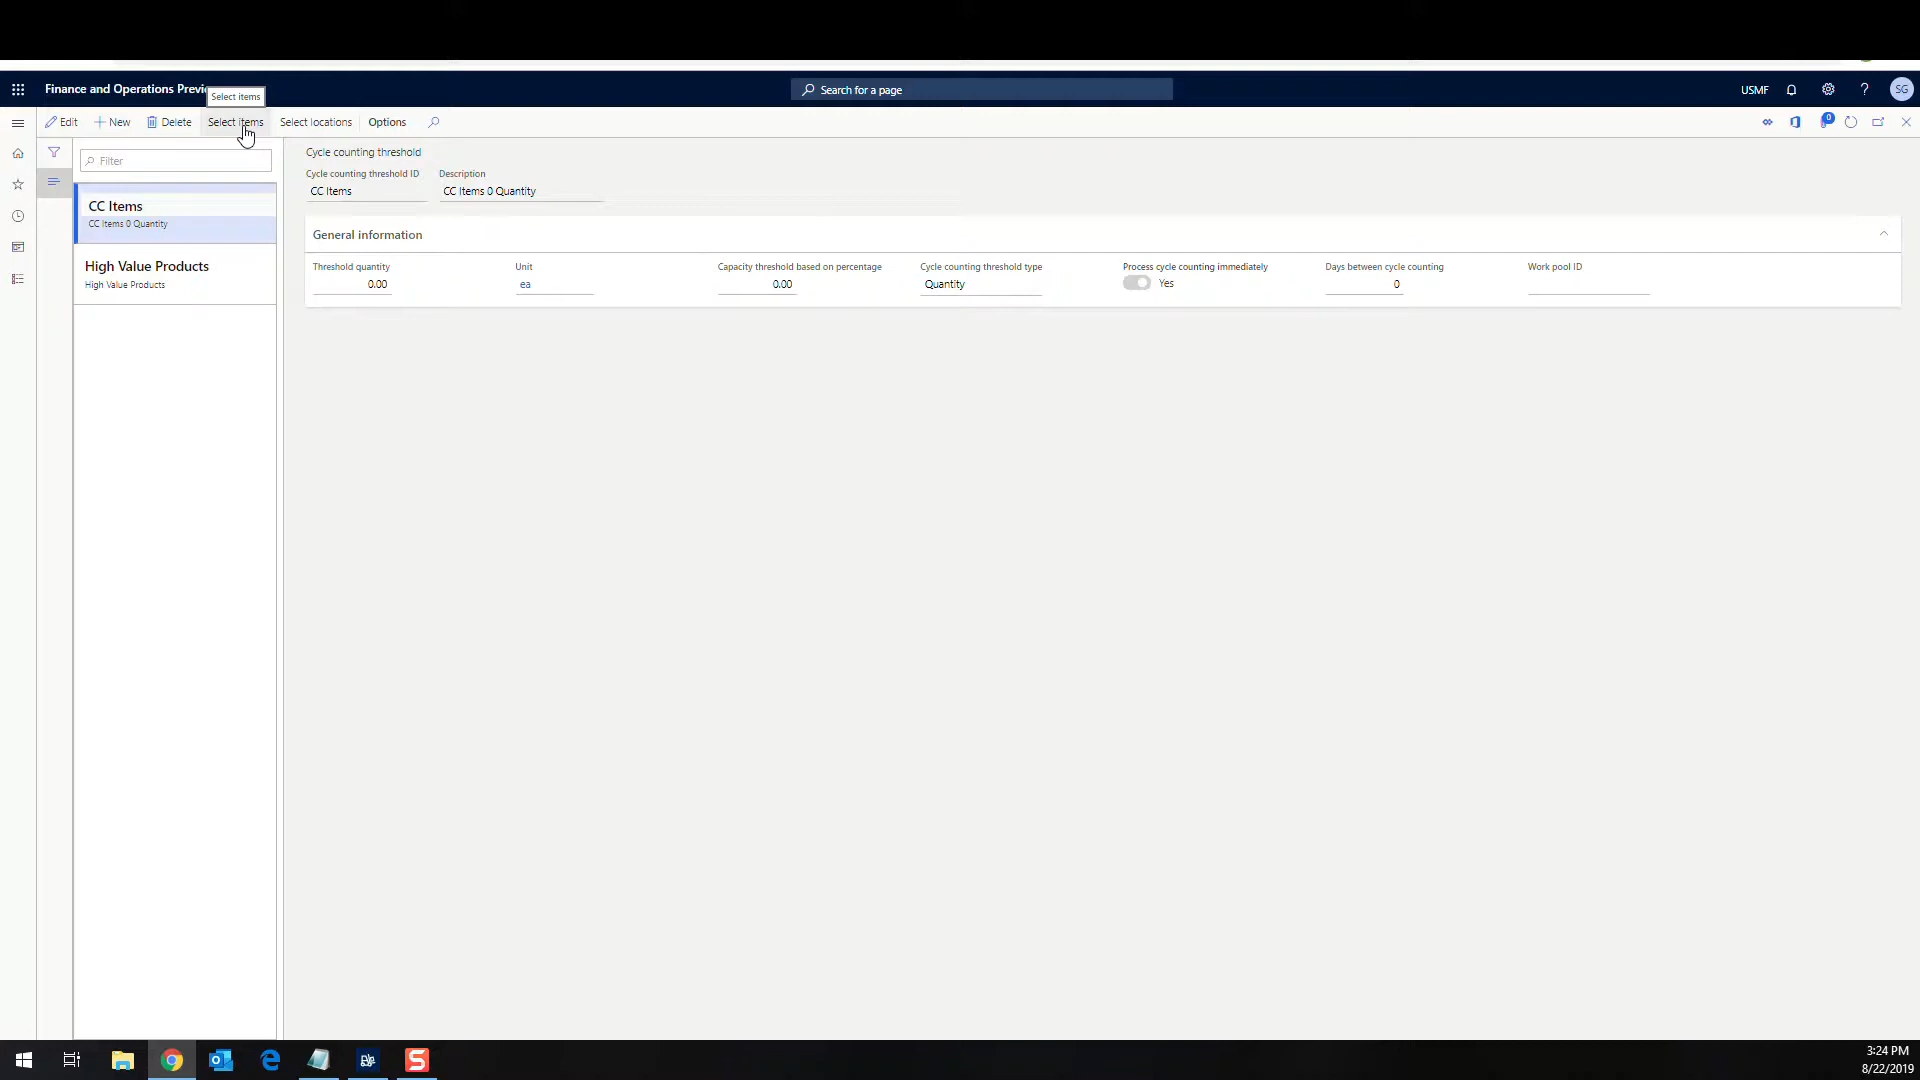 Finance and Operations Previ
Select items
Search for a page
USMF
?
SG
Edit
New
Delete
Select items
Select locations
Options
0
Filter
CC Items
CC Items 0 Quantity
High Value Products
High Value Products
Cycle counting threshold
Cycle counting threshold ID
Description
CC Items
CC Items 0 Quantity
General information
Threshold quantity
Unit
Capacity threshold based on percentage
Cycle counting threshold type
Process cycle counting immediately
Days between cycle counting
Work pool ID
0.00
ea
0.00
Quantity
Yes
0
3:24 PM
8/22/2019